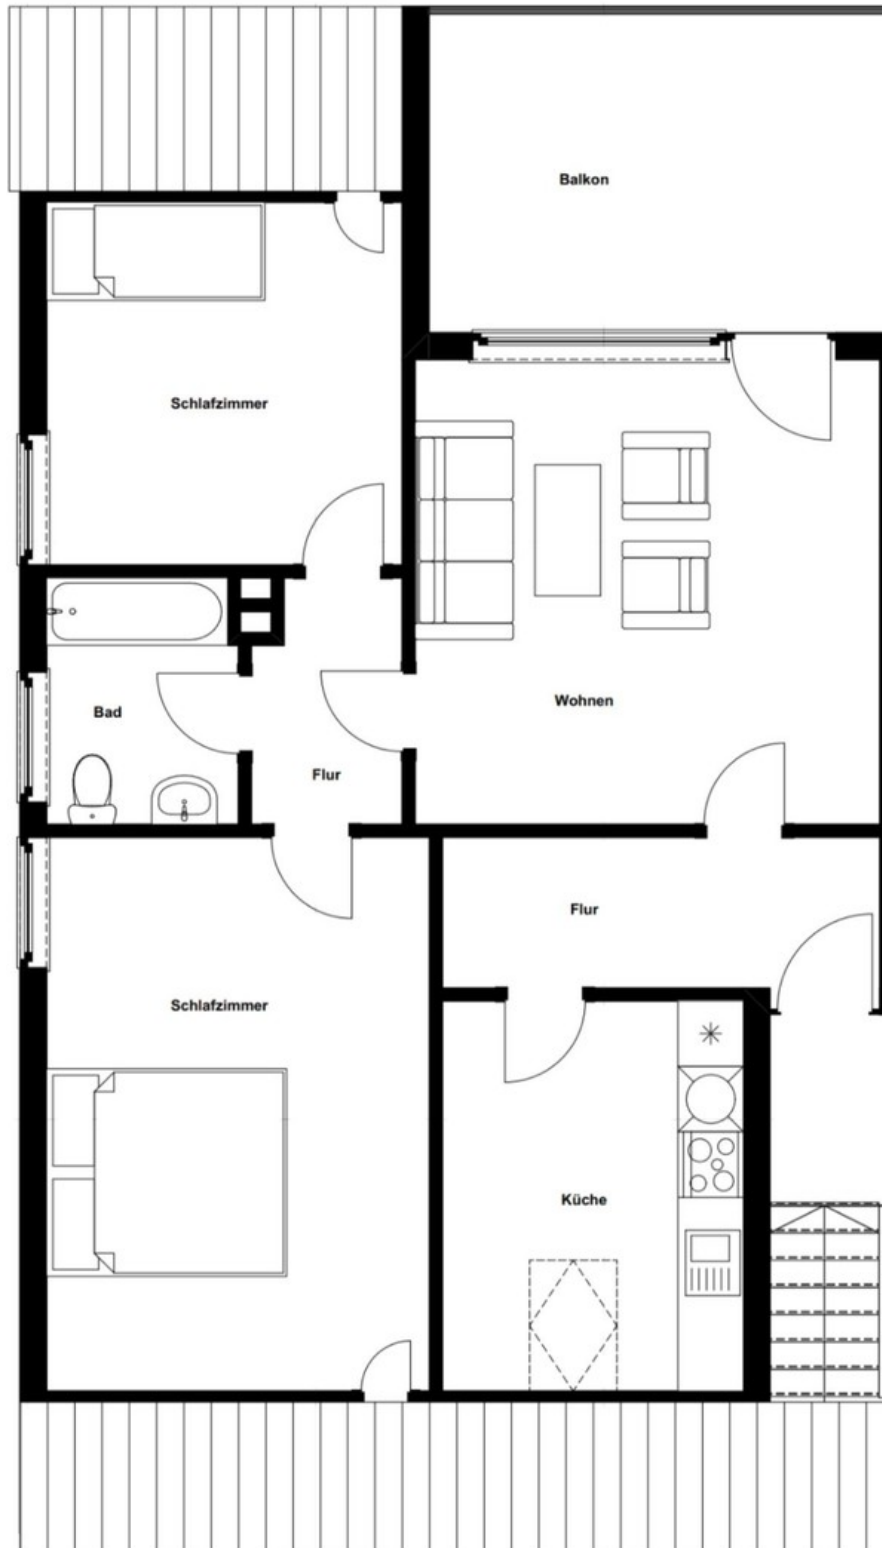 Balkon
Schlafzimmer
Wohnen
Bad
Flur
Flur
Schlafzimmer
Küche